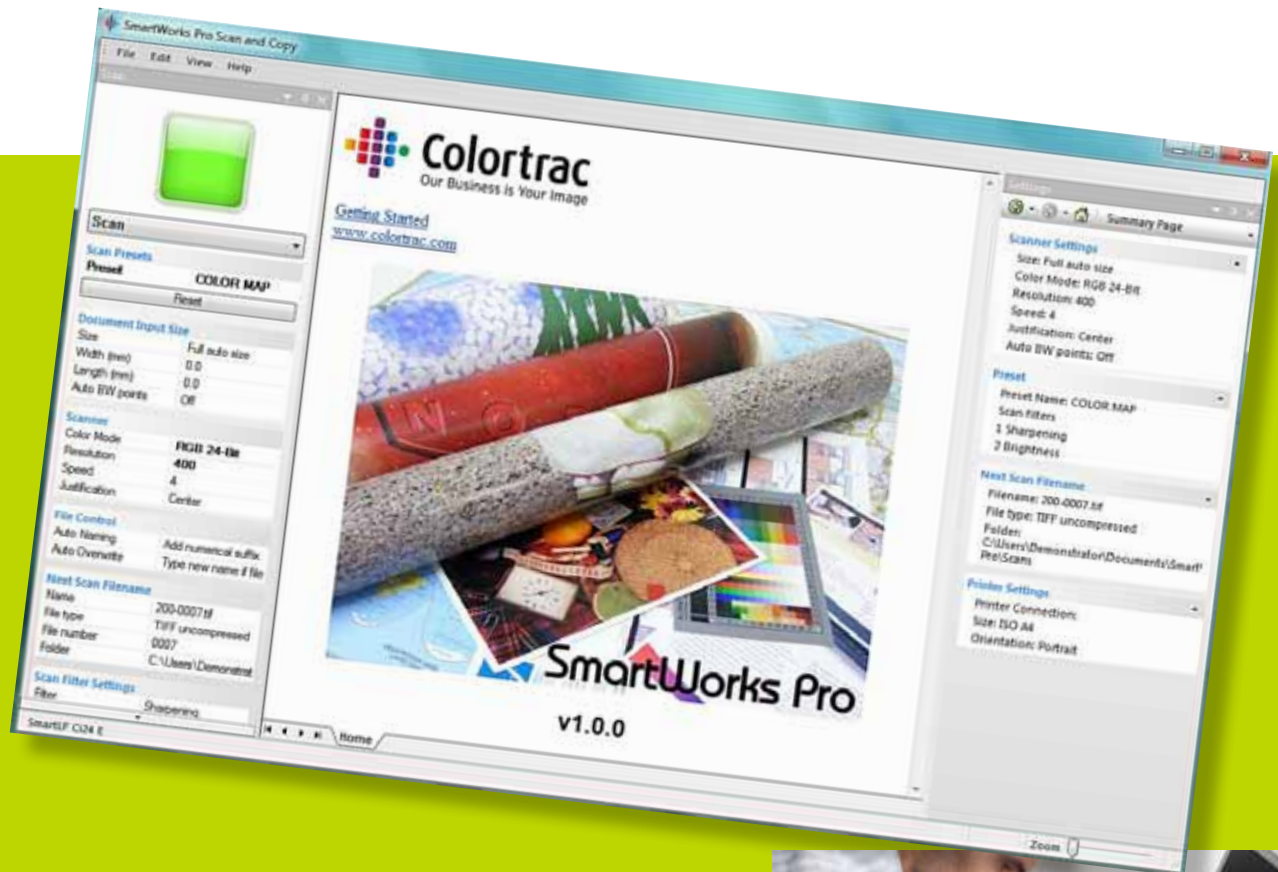 SmartWorks Pro Scan and Copy
File Edit View Help
Scan
Scan
Scan Presets
Preset COLOR MAP
Reset
Document Input Size
Size Full auto size
Width (mm) 0.0
Length (mm) 0.0
Auto BW points Off
Scanner
Color Mode RGB 24-Bit
Resolution 400
Speed 4
Justification Center
File Control
Auto Naming Add numerical suffix
Auto Overwrite Type new name if file
Next Scan Filename
Name 200-0007.tif
File type TIFF uncompressed
File number 0007
Folder C:\Users\Demonstrat
Scan Filter Settings
Filter Sharpening
SmartLF Ci24 E
Colortrac
Our Business is Your Image
Getting Started
www.colortrac.com
SmartWorks Pro
v1.0.0
Home
Settings
Summary Page
Scanner Settings
Size: Full auto size
Color Mode: RGB 24-Bit
Resolution: 400
Speed: 4
Justification: Center
Auto BW points: Off
Preset
Preset Name: COLOR MAP
Scan filters
1 Sharpening
2 Brightness
Next Scan Filename
Filename: 200-0007.tif
File type: TIFF uncompressed
Folder:
C:\Users\Demonstrator\Documents\Smart
Pro\Scans
Printer Settings
Printer Connection:
Size: ISO A4
Orientation: Portrait
Zoom